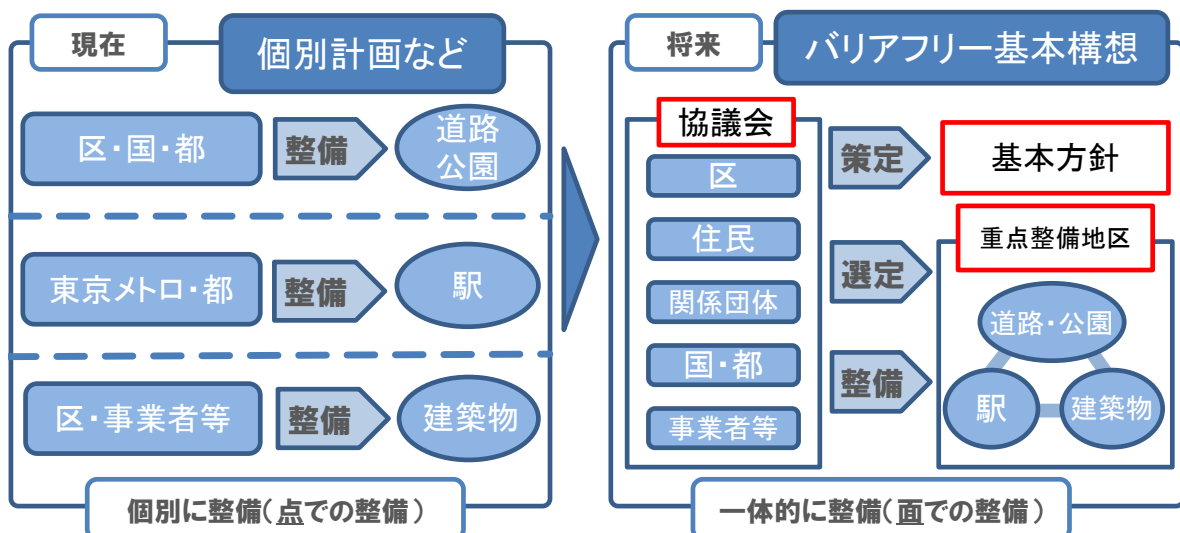 現在
個別計画など
区・国・都
整備
道路
公園
東京メトロ・都
整備
駅
区・事業者等
整備
建築物
個別に整備(点での整備)
将来
バリアフリー基本構想
協議会
区
住民
関係団体
国・都
事業者等
策定
基本方針
選定
重点整備地区
整備
道路・公園
駅
建築物
一体的に整備(面での整備)